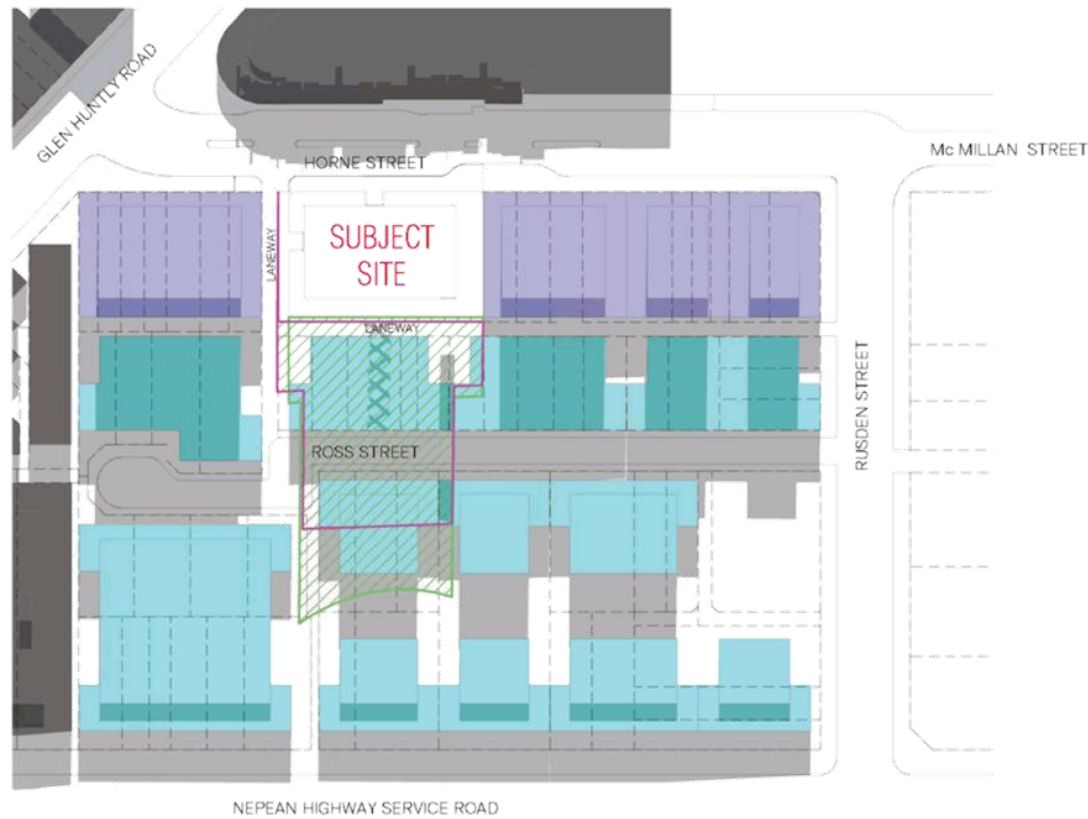 GLEN HUNTLY ROAD
HORNE STREET
Mc MILLAN STREET
LANEWAY
SUBJECT
SITE
LANEWAY
ROSS STREET
RUSDEN STREET
NEPEAN HIGHWAY SERVICE ROAD